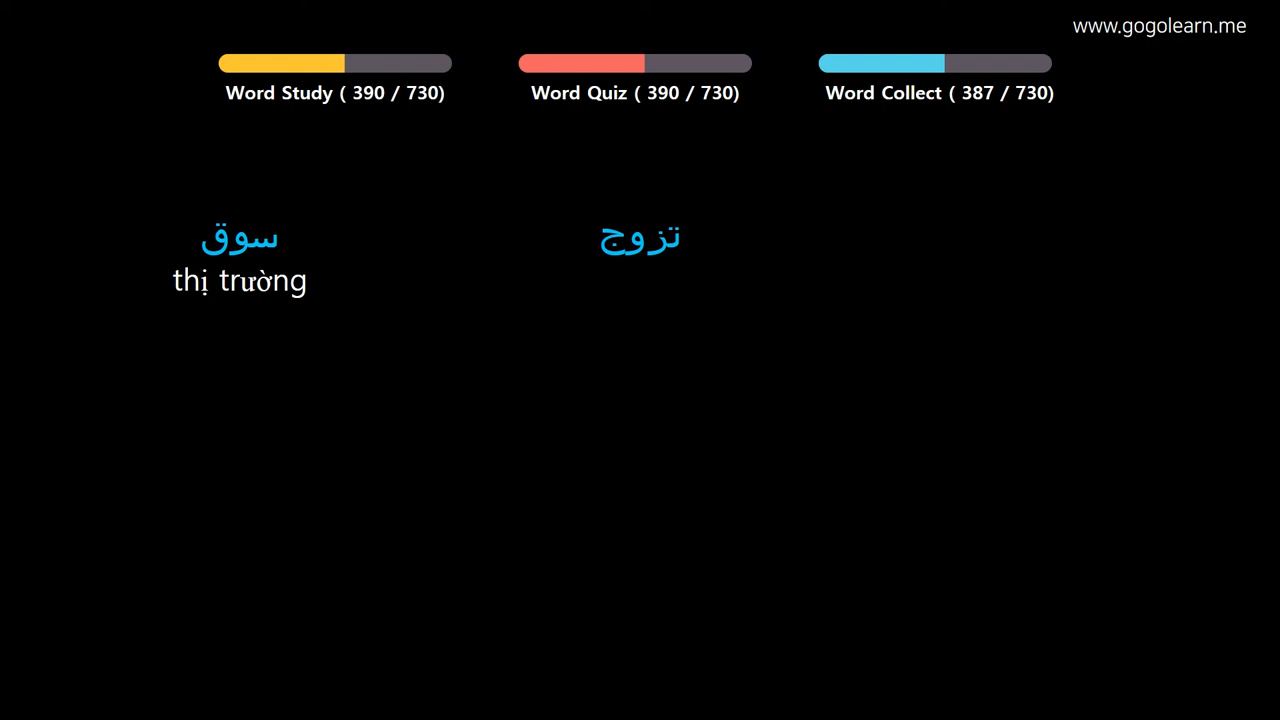 www.gogolearn.me
Word Study ( 390 / 730)
Word Quiz ( 390 / 730)
Word Collect ( 387 / 730)
سوق
thị trường
تزوج